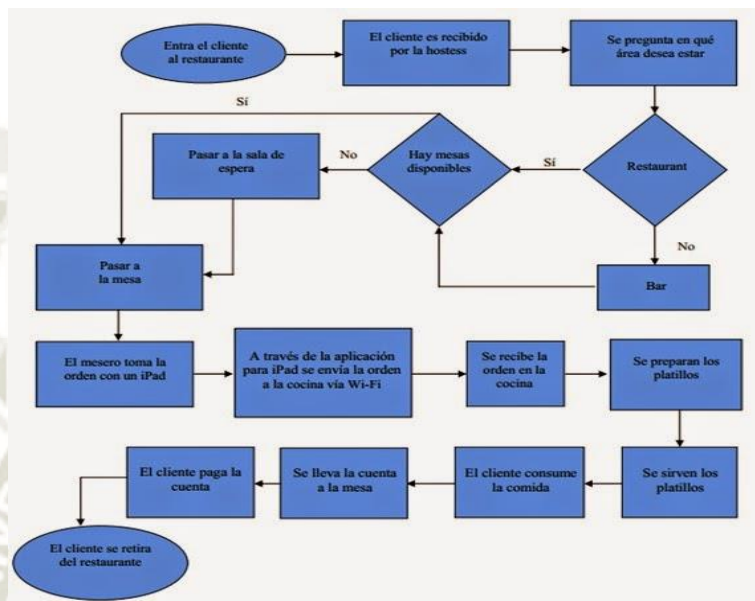 Entra el cliente
al restaurante
El cliente es recibido
por la hostess
Se pregunta en qué
área desea estar
Sí
Pasar a la sala de
espera
No
Hay mesas
disponibles
Sí
Restaurant
No
Pasar a
la mesa
Bar
El mesero toma la
orden con un iPad
A través de la aplicación
para iPad se envía la orden
a la cocina vía Wi-Fi
Se recibe la
orden en la
cocina
Se preparan los
platillos
El cliente paga la
cuenta
Se lleva la cuenta
a la mesa
El cliente consume
la comida
Se sirven los
platillos
El cliente se retira
del restaurante